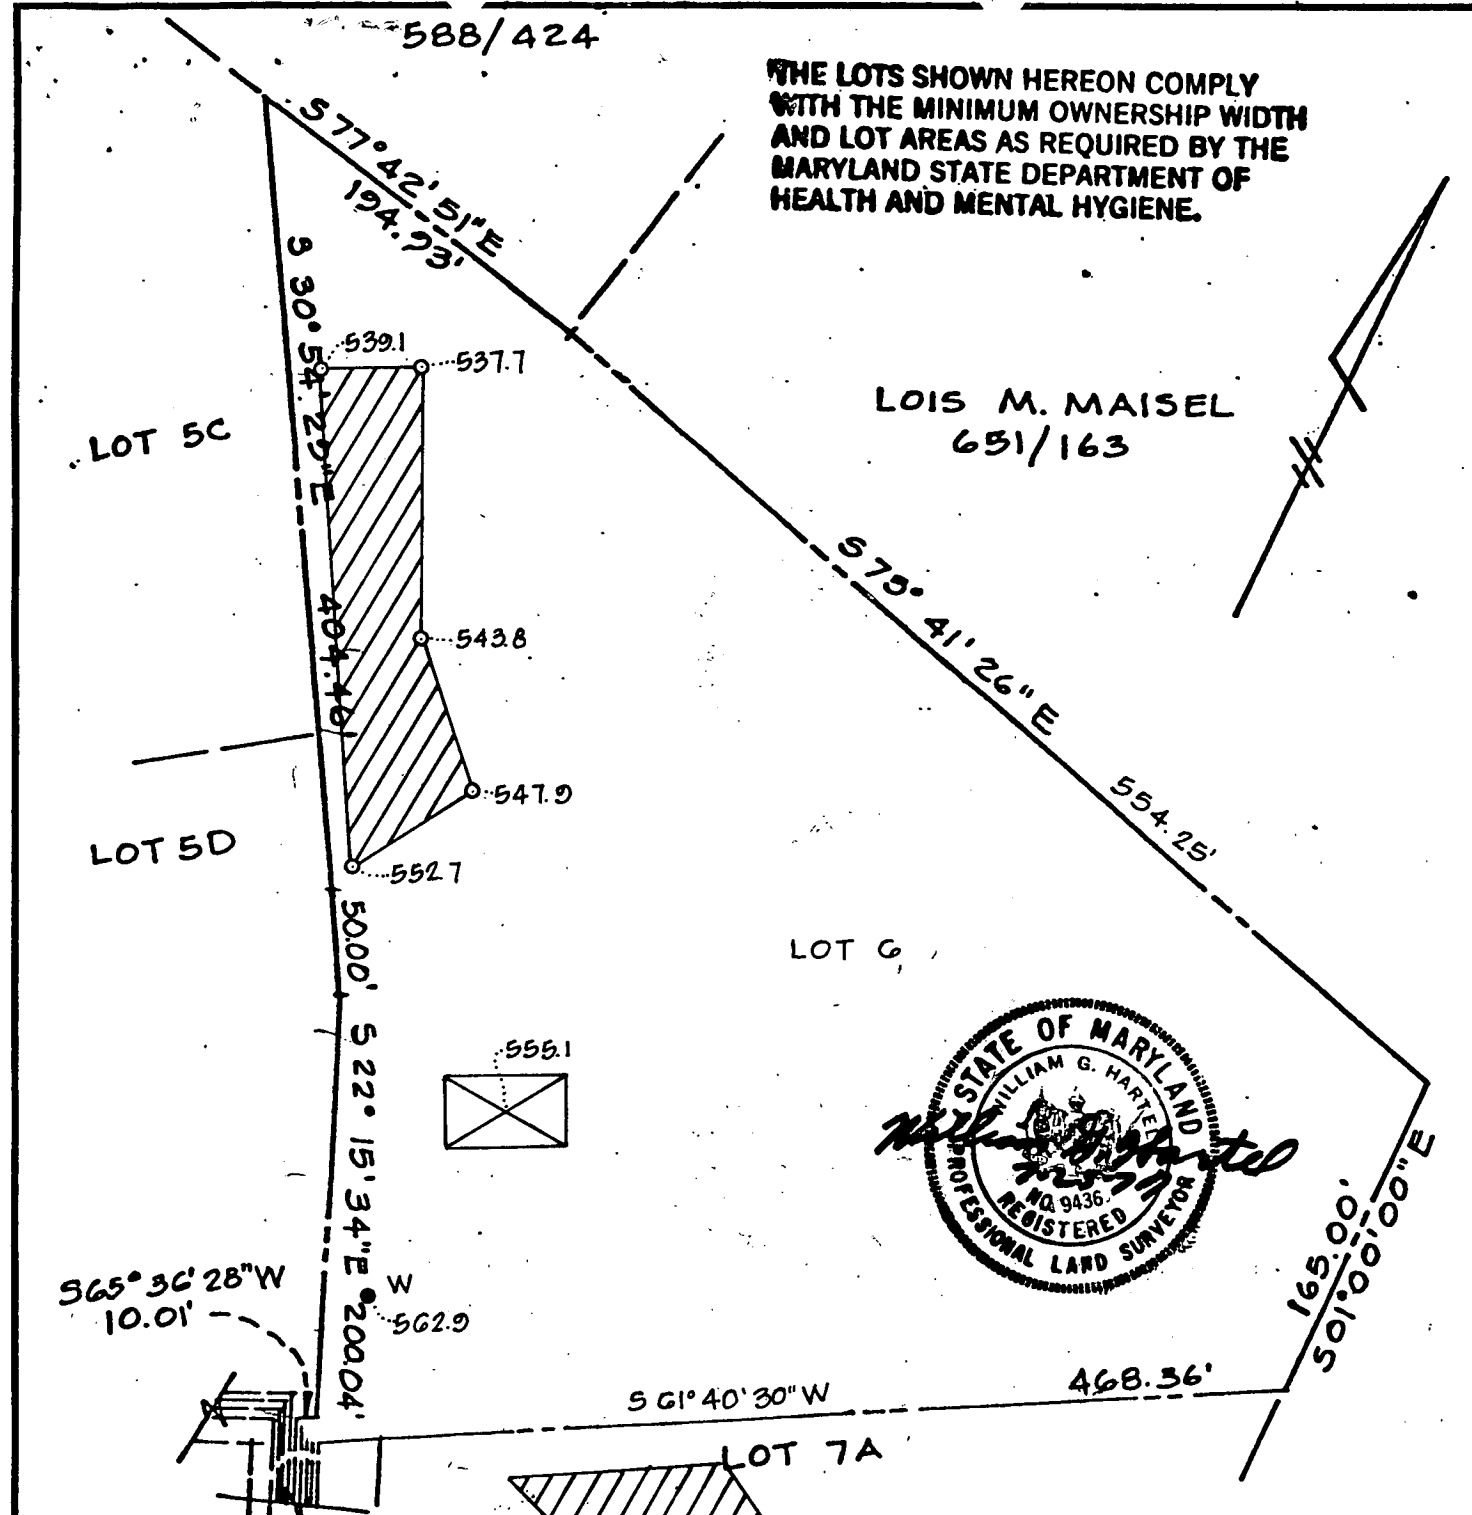 588/424
THE LOTS SHOWN HEREON COMPLY
WITH THE MINIMUM OWNERSHIP WIDTH
AND LOT AREAS AS REQUIRED BY THE
MARYLAND STATE DEPARTMENT OF
HEALTH AND MENTAL HYGIENE.
S 77° 42' 51" E
194.73'
S 30° 54' 25" E
404.46'
539.1
537.7
LOT 5C
LOIS M. MAISEL
651/163
S 75° 41' 26" E
554.25'
543.8
547.9
552.7
LOT 5D
50.00'
LOT 6
S 22° 15' 34" E
200.04'
555.1
STATE OF MARYLAND
WILLIAM G. HARTEL
William G. Hartel
NO. 9436
REGISTERED
PROFESSIONAL LAND SURVEYOR
165.00'
S 01° 00' 00" E
W
562.9
S65° 36' 28" W
10.01'
S 61° 40' 30" W
468.36'
LOT 7A